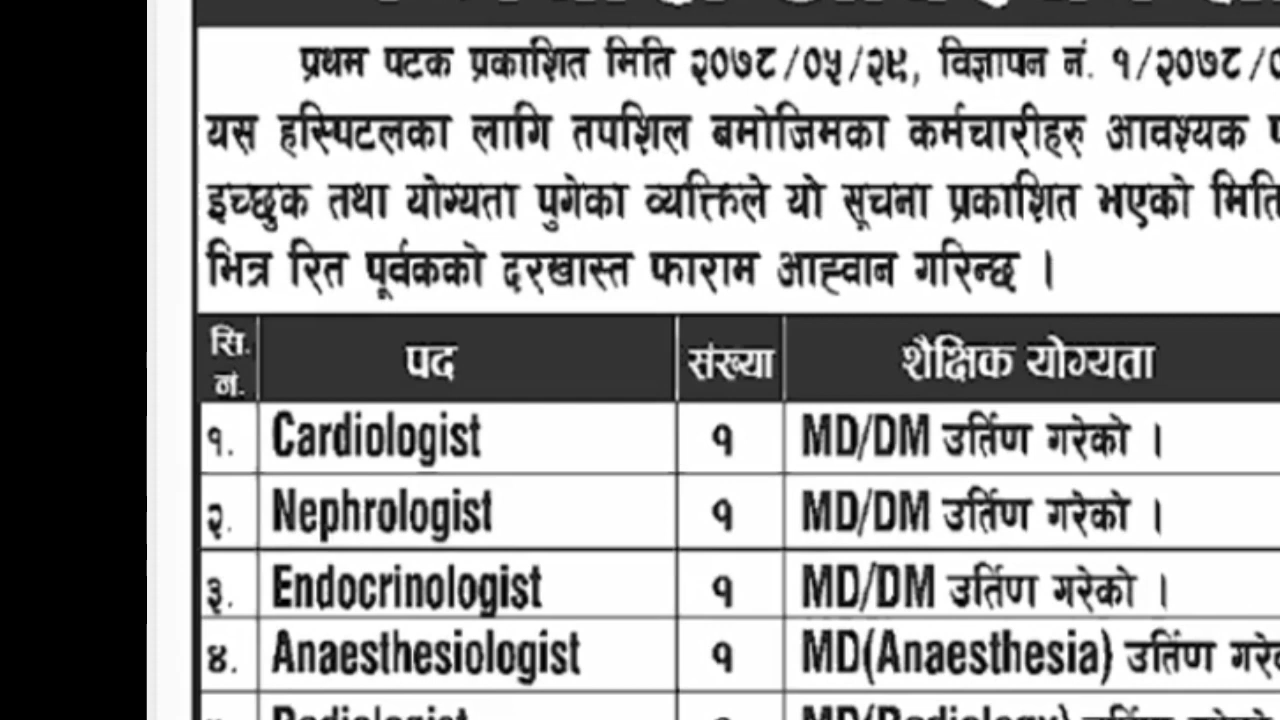 प्रथम पटक प्रकाशित मिति २०७८/०५/२९, विज्ञापन नं. १/२०७८/
यस हस्पिटलका लागि तपशिल बमोजिमका कर्मचारीहरु आवश्यक
इच्छुक तथा योग्यता पुगेका व्यक्तिले यो सूचना प्रकाशित भएको मिति
भित्र रित पूर्वकको दरखास्त फाराम आह्वान गरिन्छ ।
सि. नं. पद संख्या शैक्षिक योग्यता
१. Cardiologist १ MD/DM उर्तिण गरेको ।
२. Nephrologist १ MD/DM उर्तिण गरेको ।
३. Endocrinologist १ MD/DM उर्तिण गरेको ।
४. Anaesthesiologist १ MD(Anaesthesia) उर्तिण